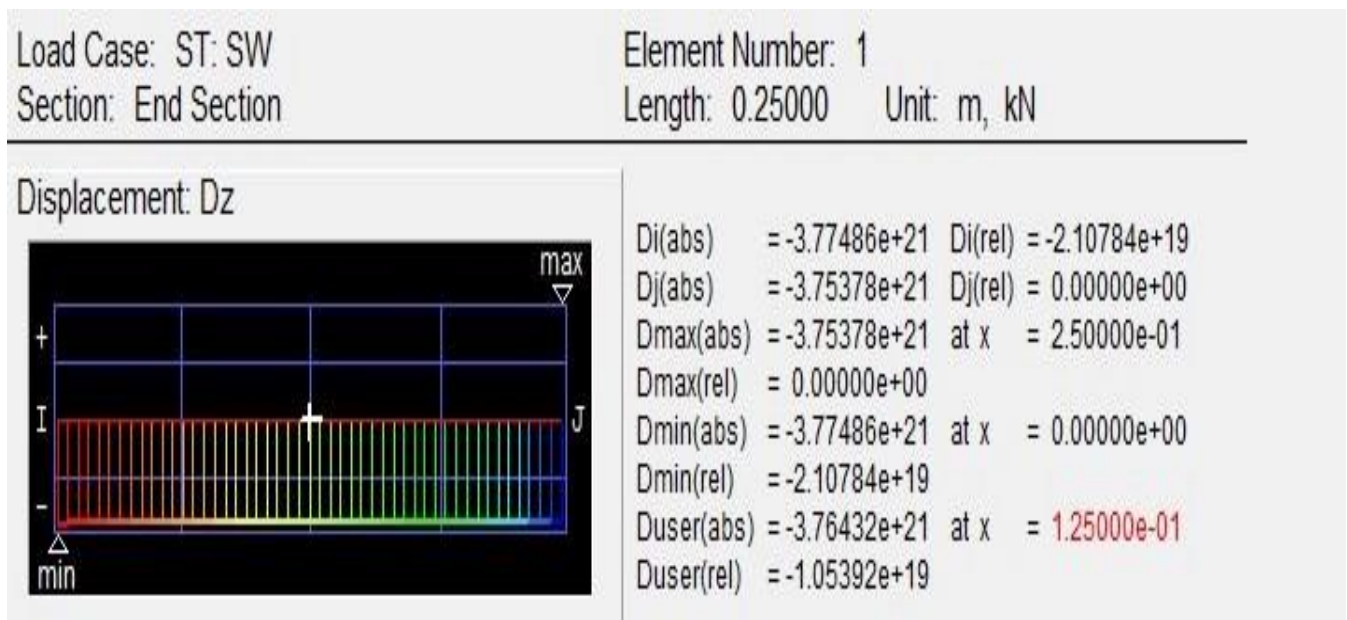 Load Case: ST: SW
Section: End Section
Element Number: 1
Length: 0.25000 Unit: m, kN
Displacement: Dz
max
+
I
J
-
min
Di(abs) =-3.77486e+21 Di(rel) =-2.10784e+19
Dj(abs) =-3.75378e+21 Dj(rel) = 0.00000e+00
Dmax(abs) =-3.75378e+21 at x = 2.50000e-01
Dmax(rel) = 0.00000e+00
Dmin(abs) =-3.77486e+21 at x = 0.00000e+00
Dmin(rel) =-2.10784e+19
Duser(abs) =-3.76432e+21 at x = 1.25000e-01
Duser(rel) =-1.05392e+19